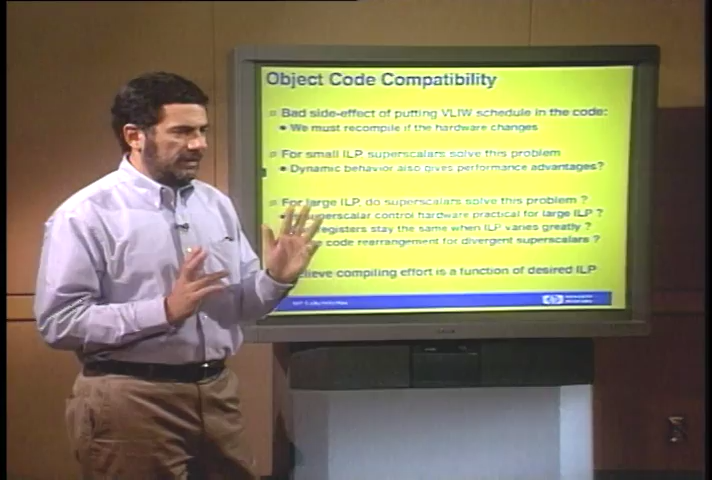 Object Code Compatibility
Bad side-effect of putting VLIW schedule in the code:
We must recompile if the hardware changes
For small ILP superscalars solve this problem
Dynamic behavior also gives performance advantages?
For large ILP, do superscalars solve this problem ?
superscalar control hardware practical for large ILP ?
registers stay the same when ILP varies greatly ?
code rearrangement for divergent superscalars ?
compiling effort is a function of desired ILP
hp